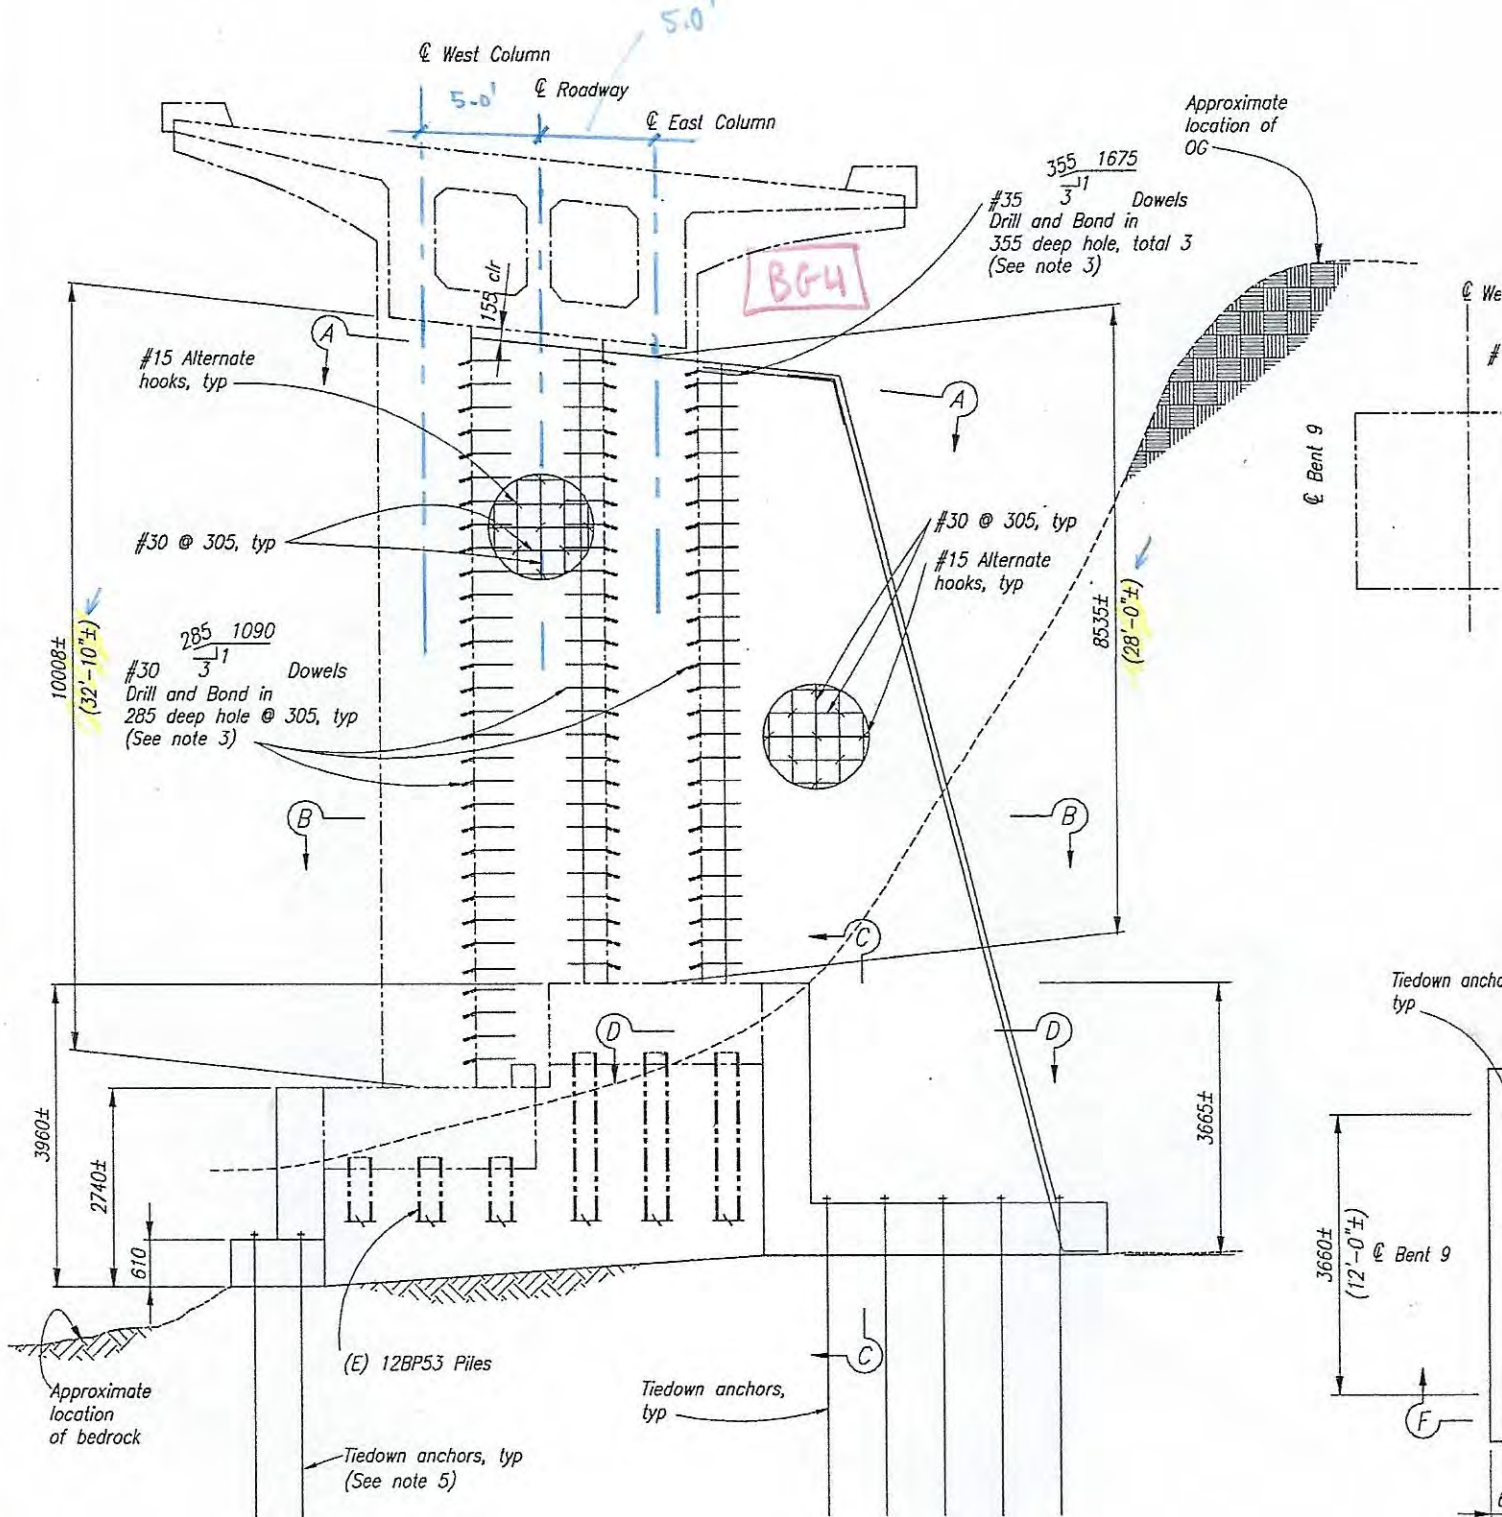 5.0'
℄ West Column
5.0'
℄ Roadway
℄ East Column
Approximate
location of
OG
355 1675
3 1
#35 Dowels
Drill and Bond in
355 deep hole, total 3
(See note 3)
BG4
155 clr
℄ We
#
A
#15 Alternate
hooks, typ
A
℄ Bent 9
#30 @ 305, typ
#30 @ 305, typ
#15 Alternate
hooks, typ
10008±
(32'-10"±)
8535±
(28'-0"±)
285 1090
3 1
#30 Dowels
Drill and Bond in
285 deep hole @ 305, typ
(See note 3)
B
B
C
Tiedown ancho
typ
D
D
3960±
2740±
610
3665±
3660±
(12'-0"±)
℄ Bent 9
(E) 12BP53 Piles
C
F
Approximate
location
of bedrock
Tiedown anchors,
typ
Tiedown anchors, typ
(See note 5)